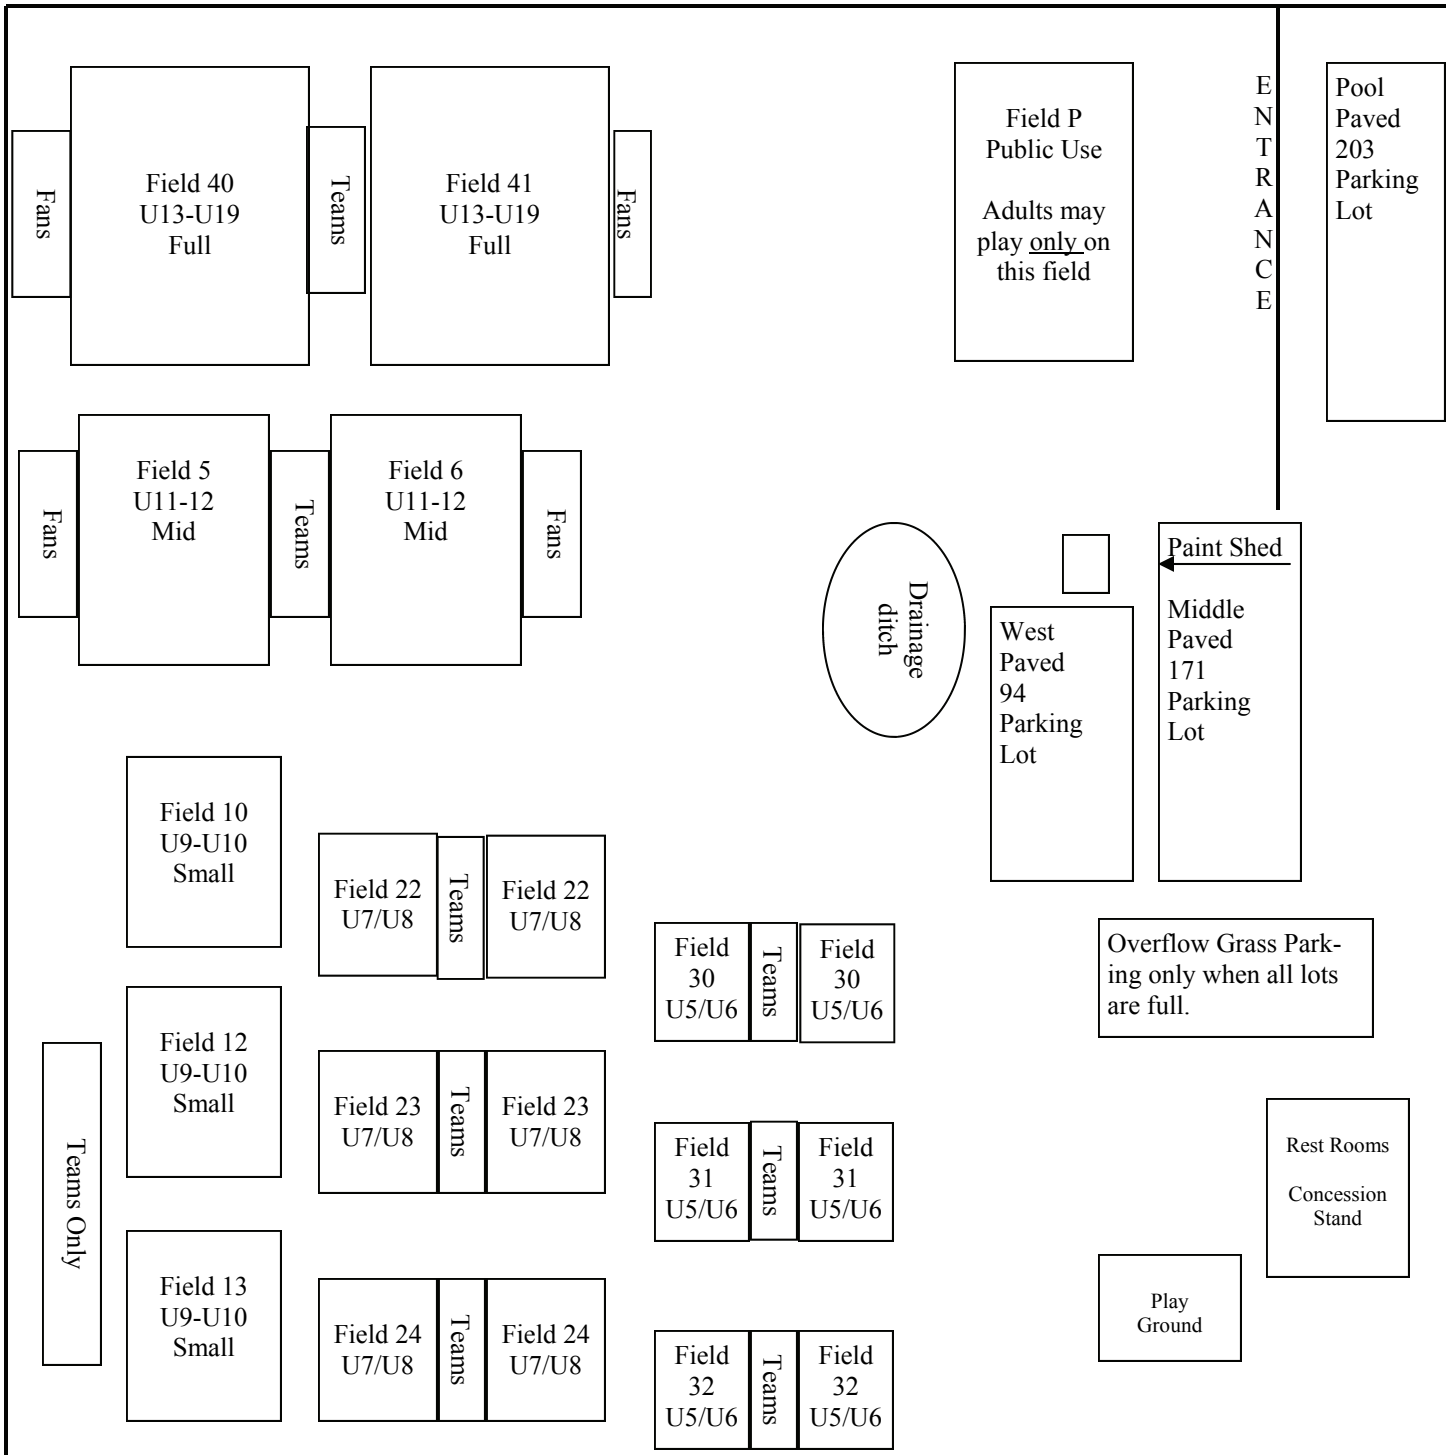 Fans
Field 40
U13-U19
Full
Teams
Field 41
U13-U19
Full
Fans
Field P
Public Use
Adults may
play only on
this field
ENTRANCE
Pool
Paved
203
Parking
Lot
Fans
Field 5
U11-12
Mid
Teams
Field 6
U11-12
Mid
Fans
Drainage
ditch
West
Paved
94
Parking
Lot
Paint Shed
Middle
Paved
171
Parking
Lot
Field 10
U9-U10
Small
Field 22
U7/U8
Teams
Field 22
U7/U8
Field
30
U5/U6
Teams
Field
30
U5/U6
Overflow Grass Park-
ing only when all lots
are full.
Teams Only
Field 12
U9-U10
Small
Field 23
U7/U8
Teams
Field 23
U7/U8
Field
31
U5/U6
Teams
Field
31
U5/U6
Rest Rooms
Concession
Stand
Field 13
U9-U10
Small
Field 24
U7/U8
Teams
Field 24
U7/U8
Field
32
U5/U6
Teams
Field
32
U5/U6
Play
Ground